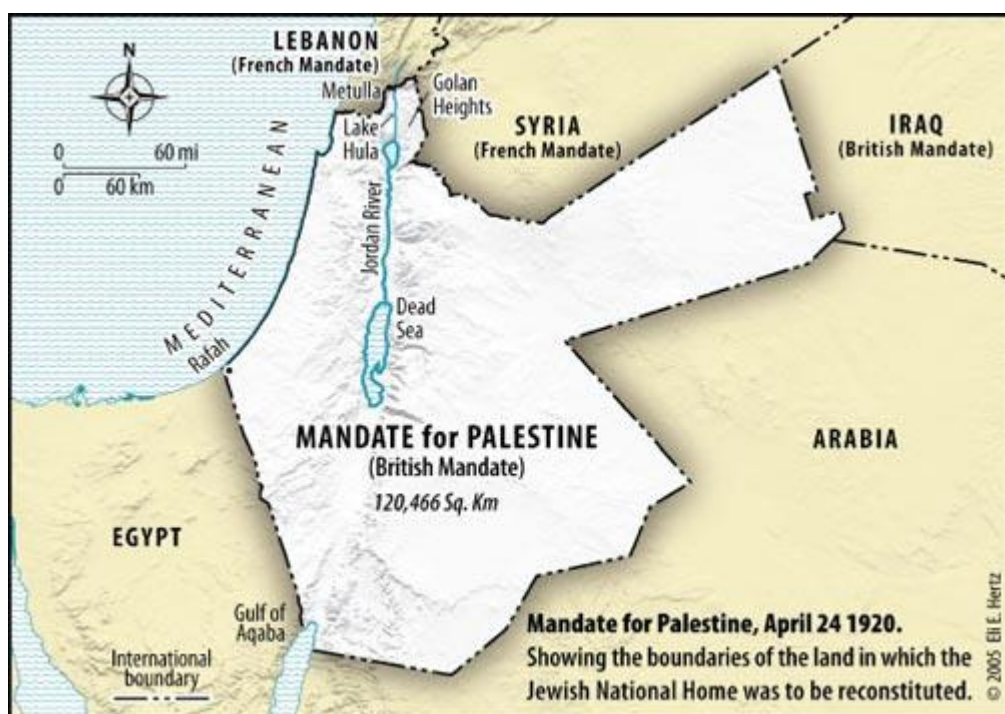 LEBANON
(French Mandate)
N
Metulla
Golan
Heights
Lake
Hula
SYRIA
(French Mandate)
IRAQ
(British Mandate)
0 60 mi
0 60 km
MEDITERRANEAN
Jordan River
Rafah
Dead
Sea
MANDATE for PALESTINE
(British Mandate)
120,466 Sq. Km
ARABIA
EGYPT
Gulf of
Aqaba
International
boundary
Mandate for Palestine, April 24 1920.
Showing the boundaries of the land in which the
Jewish National Home was to be reconstituted.
© 2005 Eli E. Hertz